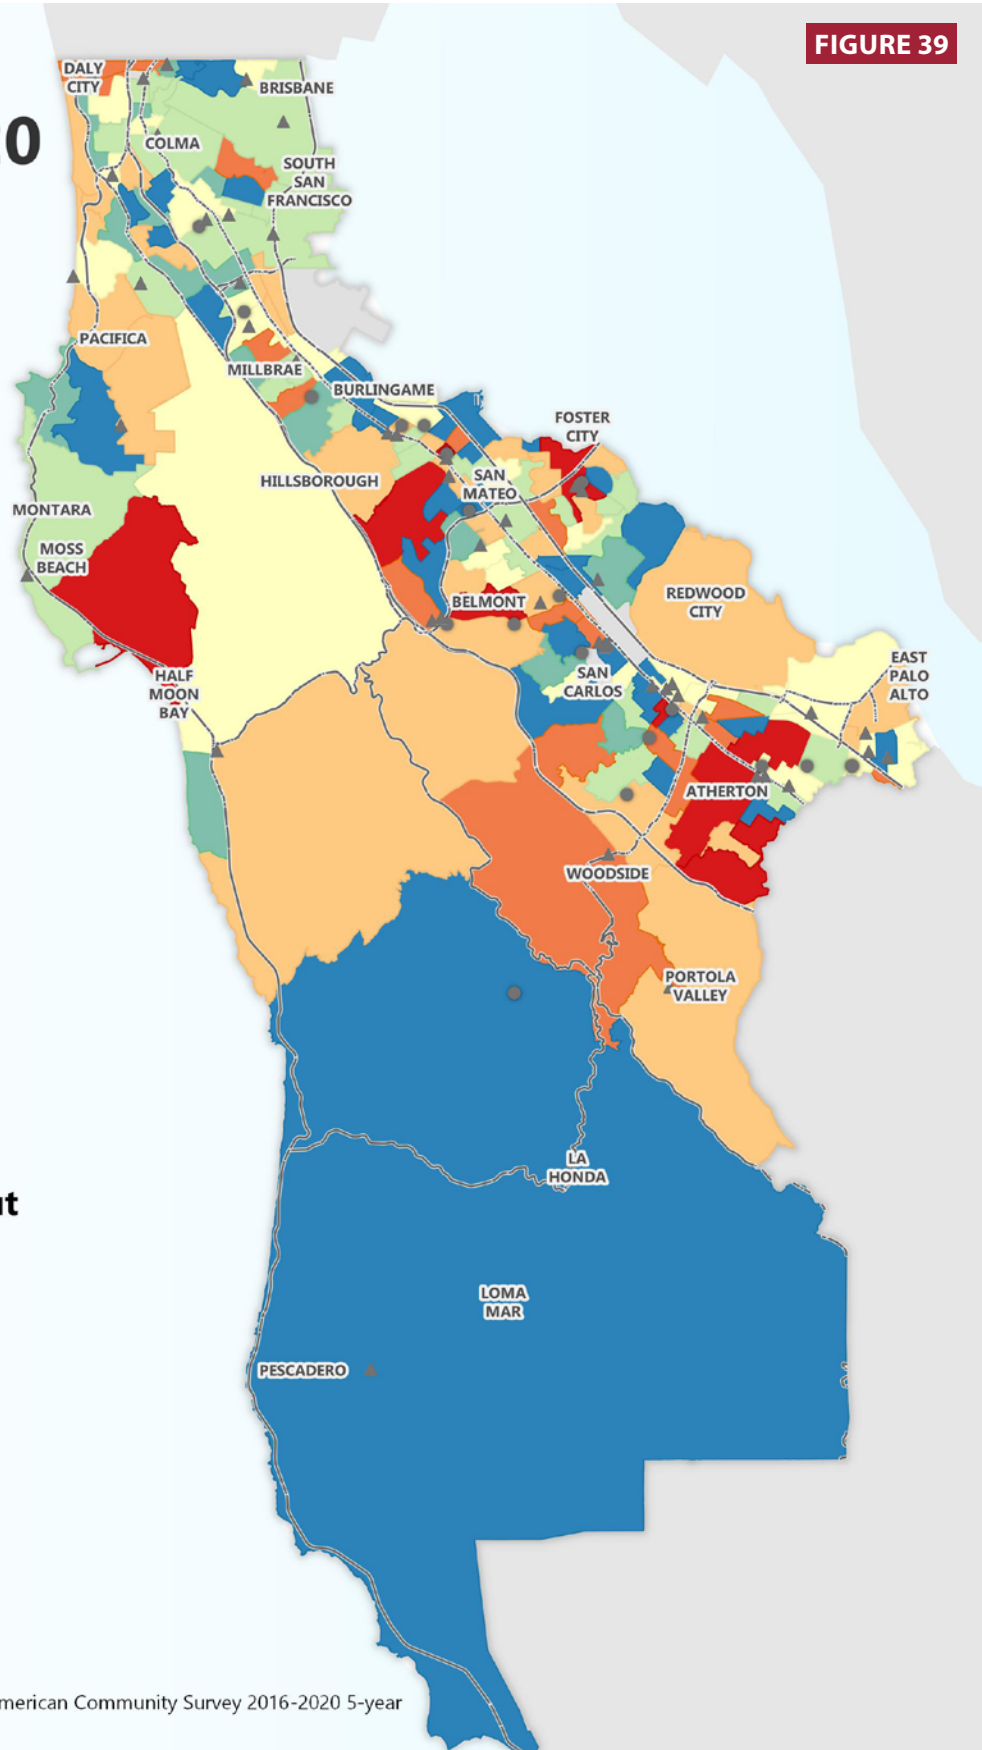 FIGURE 39
DALY
CITY
BRISBANE
20
COLMA
SOUTH
SAN
FRANCISCO
PACIFICA
MILLBRAE
BURLINGAME
FOSTER
CITY
HILLSBOROUGH
SAN
MATEO
MONTARA
MOSS
BEACH
BELMONT
REDWOOD
CITY
HALF
MOON
BAY
SAN
CARLOS
EAST
PALO
ALTO
ATHERTON
WOODSIDE
PORTOLA
VALLEY
LA
HONDA
LOMA
MAR
PESCADERO
merican Community Survey 2016-2020 5-year